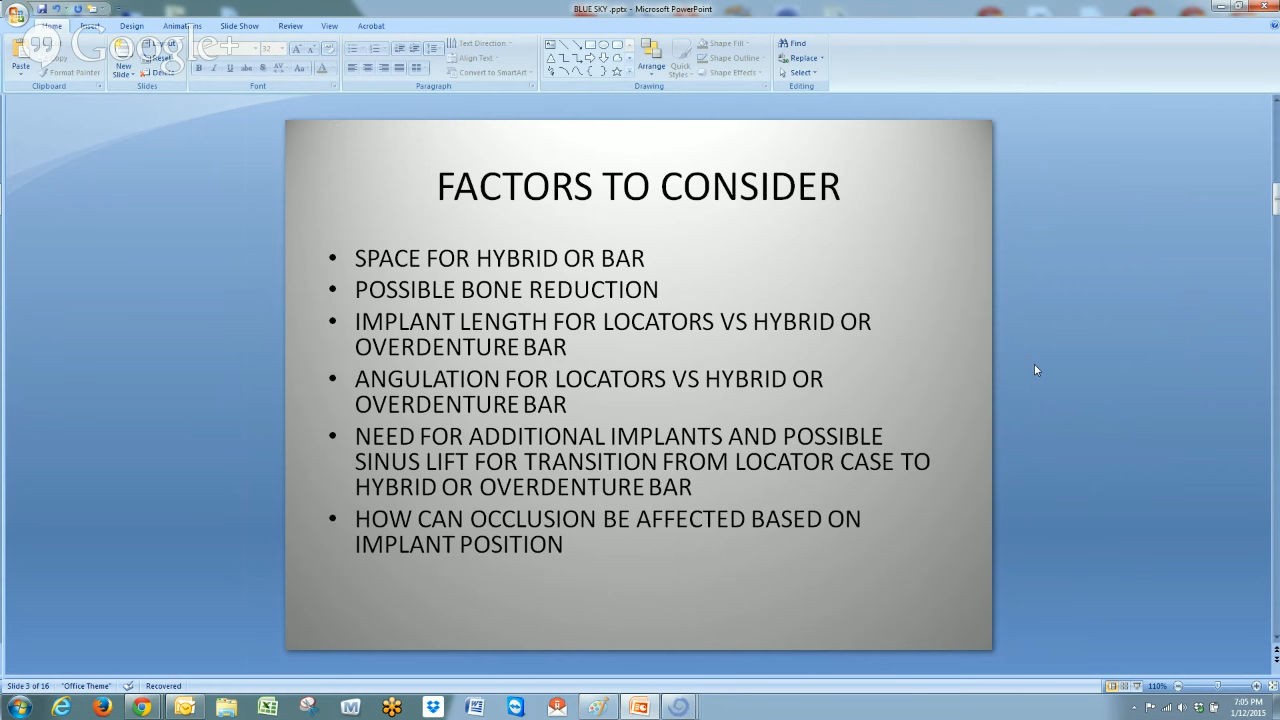 BLUE SKY .pptx - Microsoft PowerPoint
Home Insert Design Animations Slide Show Review View Acrobat
Google+
Paste
Copy
Format Painter
Clipboard
New
Slide
Layout
Reset
Delete
Slides
32
Font
Text Direction
Align Text
Convert to SmartArt
Paragraph
Arrange
Quick
Styles
Shape Fill
Shape Outline
Shape Effects
Drawing
Find
Replace
Select
Editing
FACTORS TO CONSIDER
• SPACE FOR HYBRID OR BAR
• POSSIBLE BONE REDUCTION
• IMPLANT LENGTH FOR LOCATORS VS HYBRID OR
OVERDENTURE BAR
• ANGULATION FOR LOCATORS VS HYBRID OR
OVERDENTURE BAR
• NEED FOR ADDITIONAL IMPLANTS AND POSSIBLE
SINUS LIFT FOR TRANSITION FROM LOCATOR CASE TO
HYBRID OR OVERDENTURE BAR
• HOW CAN OCCLUSION BE AFFECTED BASED ON
IMPLANT POSITION
Slide 3 of 16 "Office Theme" Recovered 110%
7:05 PM
1/12/2015